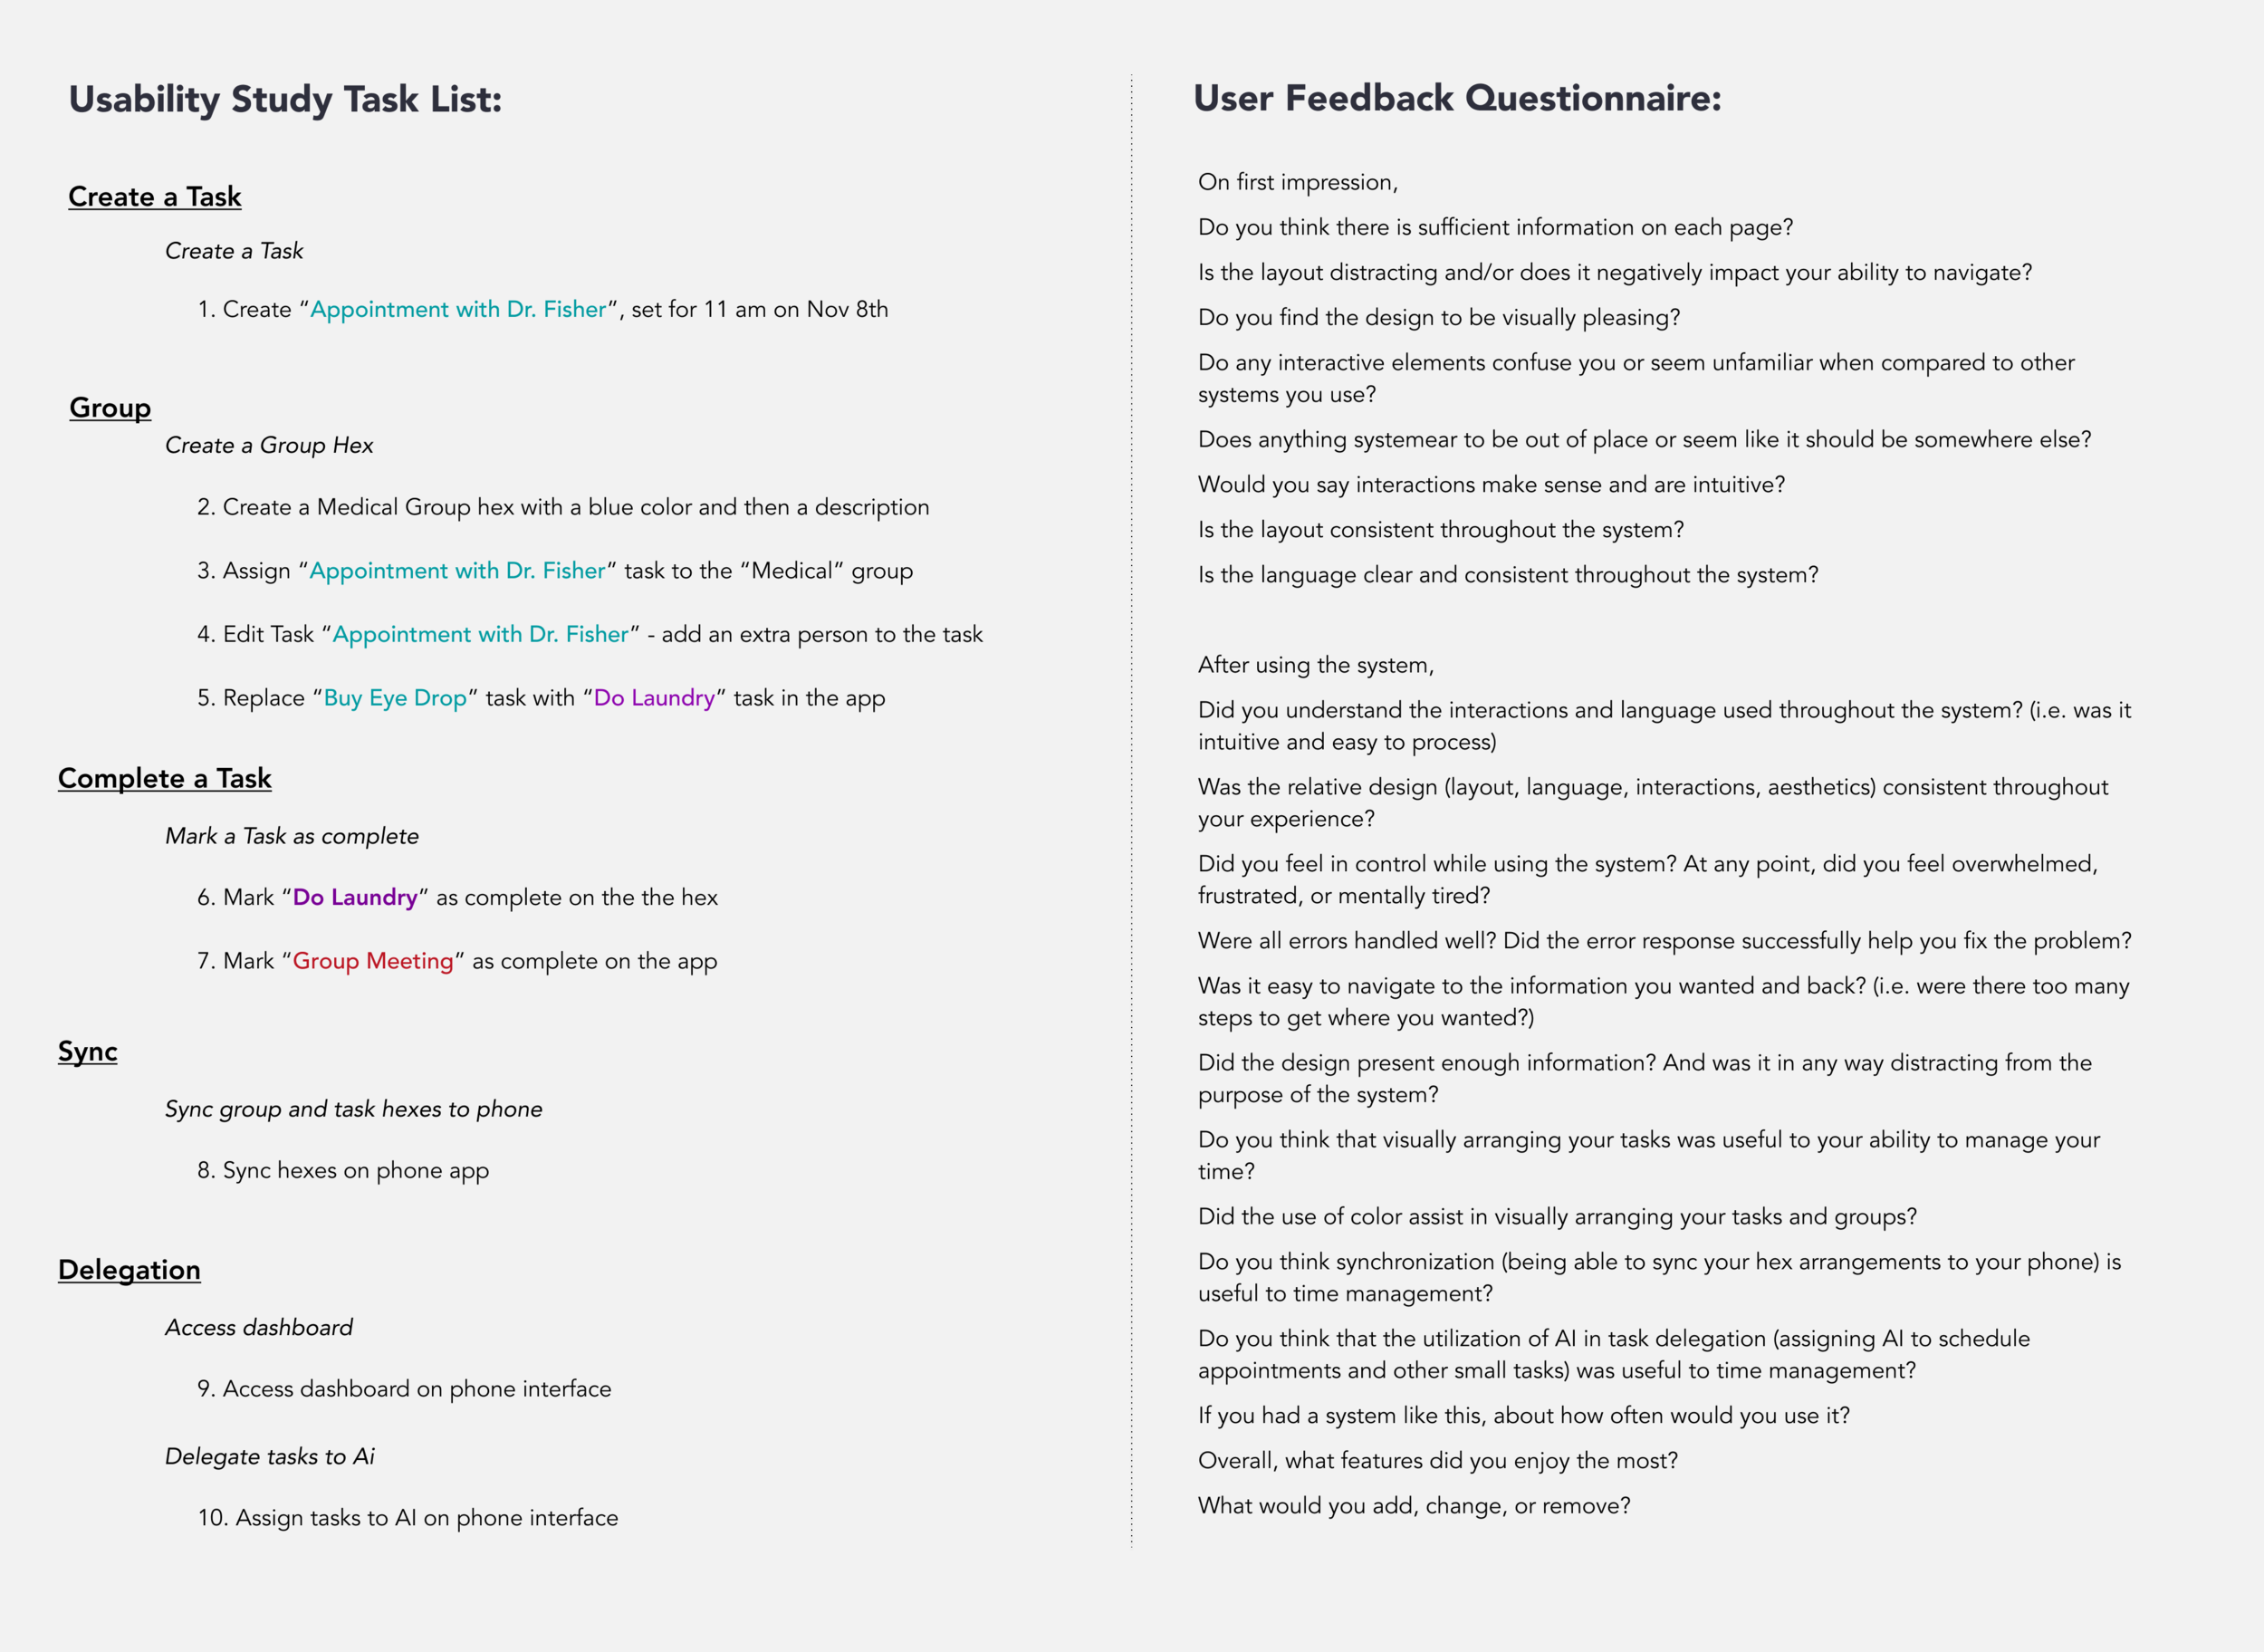 Usability Study Task List:
Create a Task
Create a Task
1. Create “Appointment with Dr. Fisher”, set for 11 am on Nov 8th
Group
Create a Group Hex
2. Create a Medical Group hex with a blue color and then a description
3. Assign “Appointment with Dr. Fisher” task to the “Medical” group
4. Edit Task “Appointment with Dr. Fisher” - add an extra person to the task
5. Replace “Buy Eye Drop” task with “Do Laundry” task in the app
Complete a Task
Mark a Task as complete
6. Mark “Do Laundry” as complete on the the hex
7. Mark “Group Meeting” as complete on the app
Sync
Sync group and task hexes to phone
8. Sync hexes on phone app
Delegation
Access dashboard
9. Access dashboard on phone interface
Delegate tasks to Ai
10. Assign tasks to AI on phone interface
User Feedback Questionnaire:
On first impression,
Do you think there is sufficient information on each page?
Is the layout distracting and/or does it negatively impact your ability to navigate?
Do you find the design to be visually pleasing?
Do any interactive elements confuse you or seem unfamiliar when compared to other
systems you use?
Does anything systemear to be out of place or seem like it should be somewhere else?
Would you say interactions make sense and are intuitive?
Is the layout consistent throughout the system?
Is the language clear and consistent throughout the system?
After using the system,
Did you understand the interactions and language used throughout the system? (i.e. was it
intuitive and easy to process)
Was the relative design (layout, language, interactions, aesthetics) consistent throughout
your experience?
Did you feel in control while using the system? At any point, did you feel overwhelmed,
frustrated, or mentally tired?
Were all errors handled well? Did the error response successfully help you fix the problem?
Was it easy to navigate to the information you wanted and back? (i.e. were there too many
steps to get where you wanted?)
Did the design present enough information? And was it in any way distracting from the
purpose of the system?
Do you think that visually arranging your tasks was useful to your ability to manage your
time?
Did the use of color assist in visually arranging your tasks and groups?
Do you think synchronization (being able to sync your hex arrangements to your phone) is
useful to time management?
Do you think that the utilization of AI in task delegation (assigning AI to schedule
appointments and other small tasks) was useful to time management?
If you had a system like this, about how often would you use it?
Overall, what features did you enjoy the most?
What would you add, change, or remove?